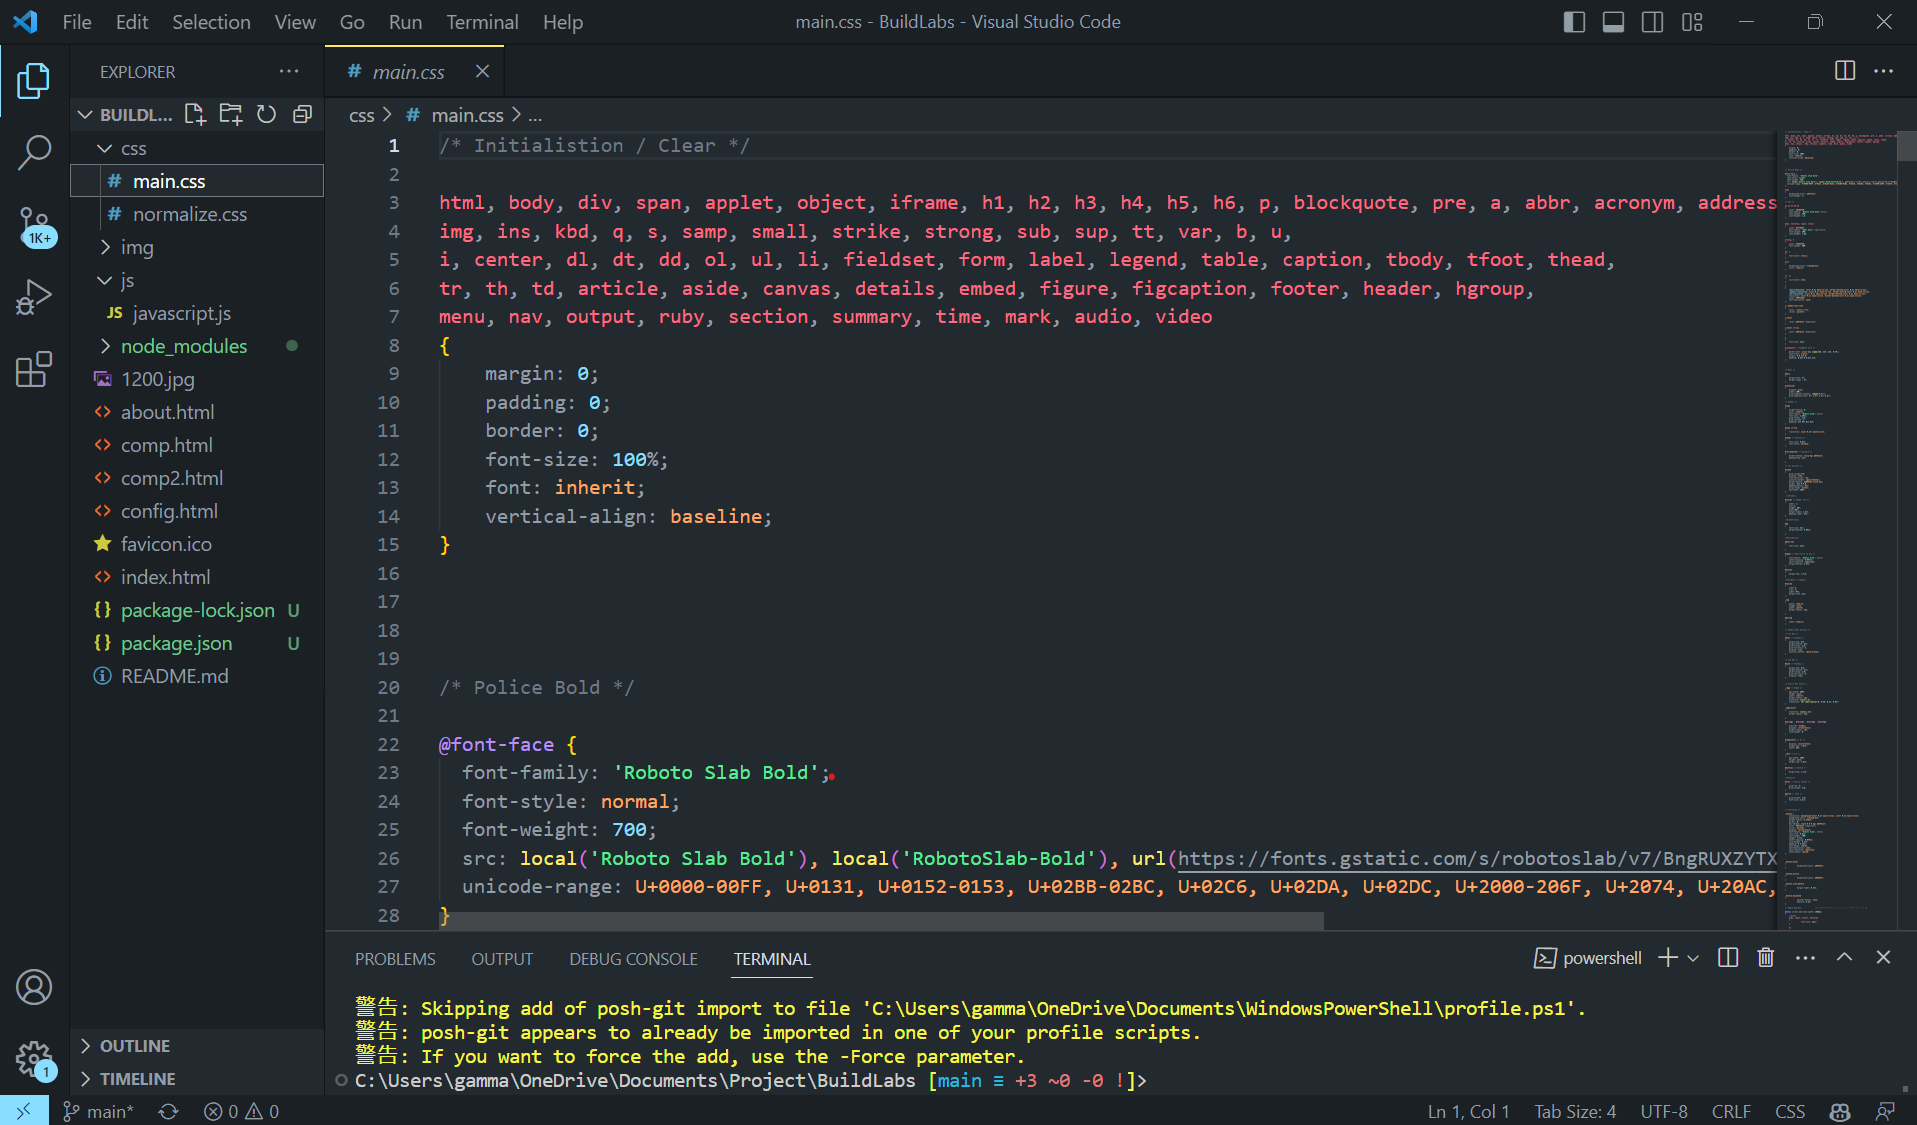 File Edit Selection View Go Run Terminal Help
main.css - BuildLabs - Visual Studio Code
EXPLORER
BUILDL...
css
# main.css
# normalize.css
img
js
JS javascript.js
node_modules
1200.jpg
about.html
comp.html
comp2.html
config.html
favicon.ico
index.html
{} package-lock.json U
{} package.json U
README.md
OUTLINE
TIMELINE
1K+
1
# main.css
css > # main.css > ...
1 /* Initialistion / Clear */
2
3 html, body, div, span, applet, object, iframe, h1, h2, h3, h4, h5, h6, p, blockquote, pre, a, abbr, acronym, address
4 img, ins, kbd, q, s, samp, small, strike, strong, sub, sup, tt, var, b, u,
5 i, center, dl, dt, dd, ol, ul, li, fieldset, form, label, legend, table, caption, tbody, tfoot, thead,
6 tr, th, td, article, aside, canvas, details, embed, figure, figcaption, footer, header, hgroup,
7 menu, nav, output, ruby, section, summary, time, mark, audio, video
8 {
9 margin: 0;
10 padding: 0;
11 border: 0;
12 font-size: 100%;
13 font: inherit;
14 vertical-align: baseline;
15 }
16
17
18
19
20 /* Police Bold */
21
22 @font-face {
23 font-family: 'Roboto Slab Bold';
24 font-style: normal;
25 font-weight: 700;
26 src: local('Roboto Slab Bold'), local('RobotoSlab-Bold'), url(https://fonts.gstatic.com/s/robotoslab/v7/BngRUXZYTX
27 unicode-range: U+0000-00FF, U+0131, U+0152-0153, U+02BB-02BC, U+02C6, U+02DA, U+02DC, U+2000-206F, U+2074, U+20AC,
28 }
PROBLEMS OUTPUT DEBUG CONSOLE TERMINAL
powershell
警告: Skipping add of posh-git import to file 'C:\Users\gamma\OneDrive\Documents\WindowsPowerShell\profile.ps1'.
警告: posh-git appears to already be imported in one of your profile scripts.
警告: If you want to force the add, use the -Force parameter.
C:\Users\gamma\OneDrive\Documents\Project\BuildLabs [main ≡ +3 ~0 -0 !]>
main* 0 0
Ln 1, Col 1 Tab Size: 4 UTF-8 CRLF CSS